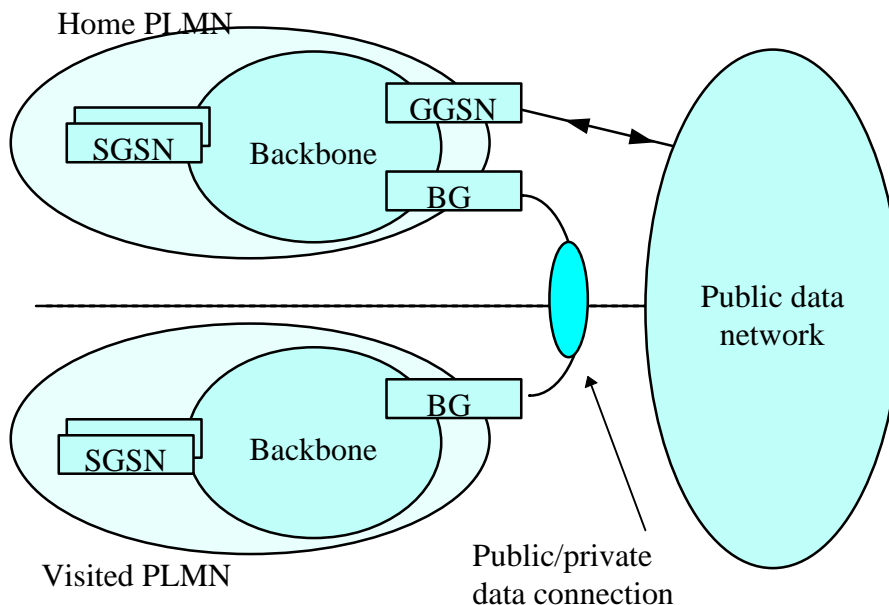 Home PLMN
GGSN
SGSN
Backbone
BG
Public data
network
BG
SGSN
Backbone
Public/private
data connection
Visited PLMN